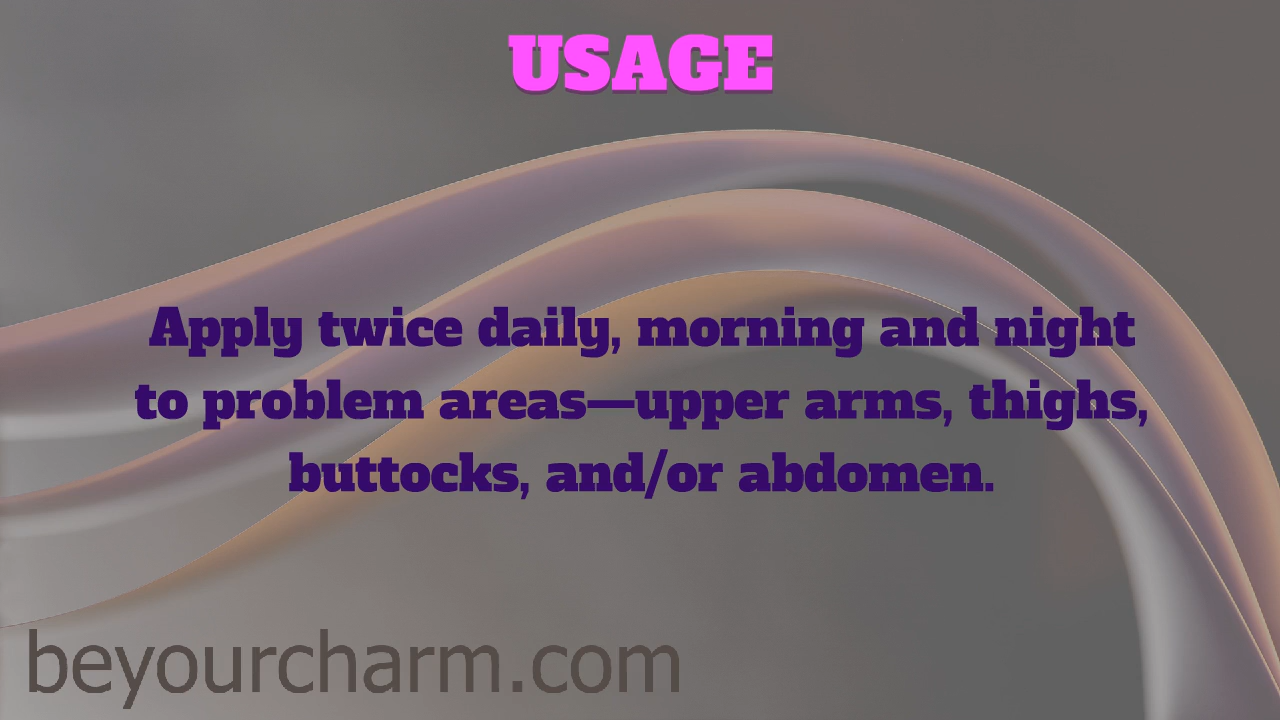 USAGE
Apply twice daily, morning and night
to problem areas—upper arms, thighs,
buttocks, and/or abdomen.
beyourcharm.com